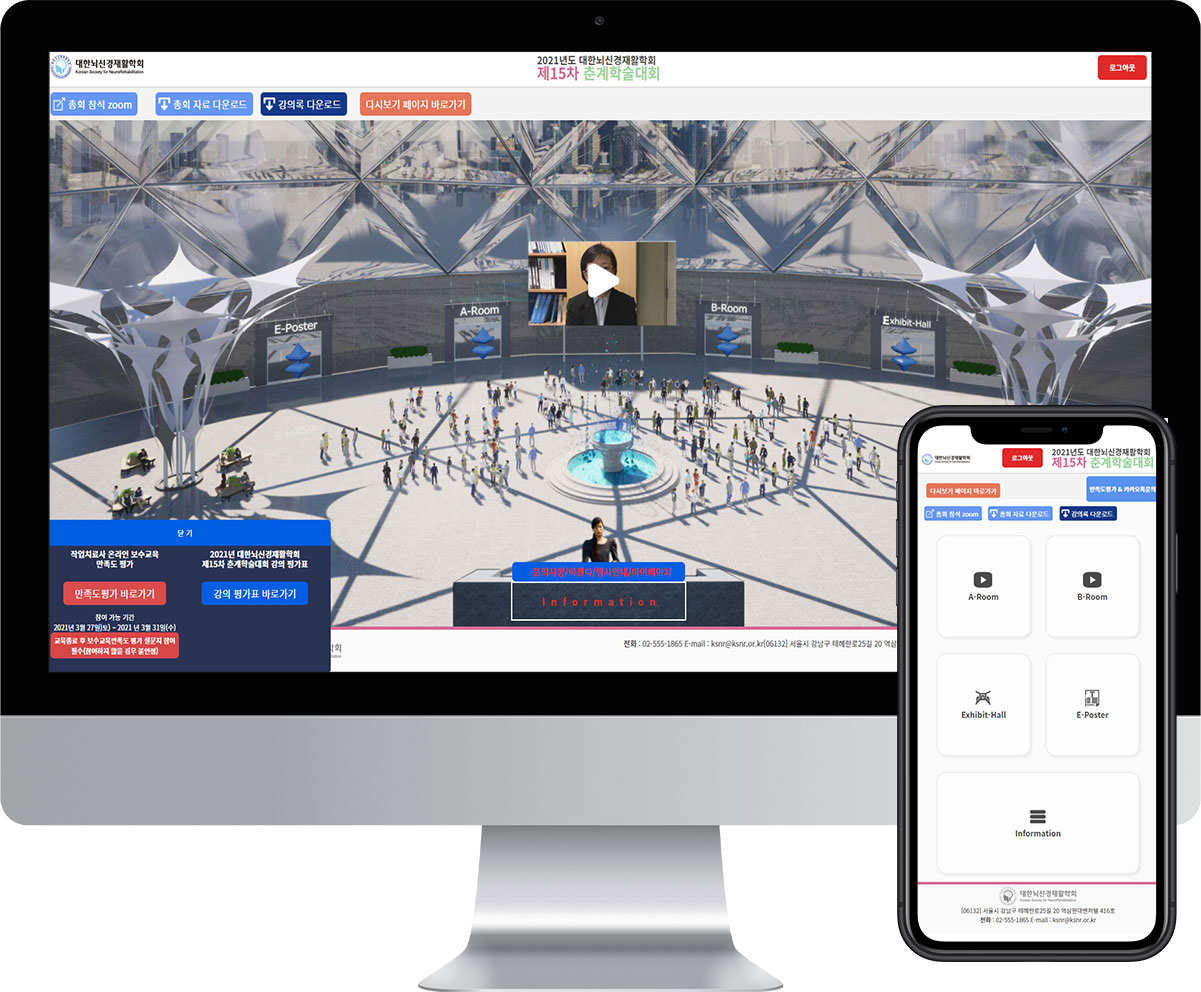 대한뇌신경재활학회
Korean Society for NeuroRehabilitation
2021년도 대한뇌신경재활학회
제15차 춘계학술대회
로그아웃
총회 참석 zoom
총회 자료 다운로드
강의록 다운로드
다시보기 페이지 바로가기
E-Poster
A-Room
B-Room
Exhibit-Hall
닫기
작업치료사 온라인 보수교육
만족도 평가
만족도평가 바로가기
참여 가능 기간
2021년 3월 27일(토) ~ 2021 년 3월 31일(수)
교육종료 후 보수교육만족도 평가 설문지 참여
필수(참여하지 않을 경우 불인정)
2021년 대한뇌신경재활학회
제15차 춘계학술대회 강의 평가표
강의 평가표 바로가기
문의사항/아젠다/행사안내/마이페이지
Information
학회
전화 : 02-555-1865 E-mail : ksnr@ksnr.or.kr[06132] 서울시 강남구 테헤란로25길 20 역삼
대한뇌신경재활학회
로그아웃
2021년도 대한뇌신경재활학회
제15차 춘계학술대회
다시보기 페이지 바로가기
만족도평가 & 카카오톡문의
총회 참석 zoom
총회 자료 다운로드
강의록 다운로드
A-Room
B-Room
Exhibit-Hall
E-Poster
Information
대한뇌신경재활학회
Korean Society for NeuroRehabilitation
[06132] 서울시 강남구 테헤란로25길 20 역삼현대벤처텔 416호
전화 : 02-555-1865 E-mail : ksnr@ksnr.or.kr